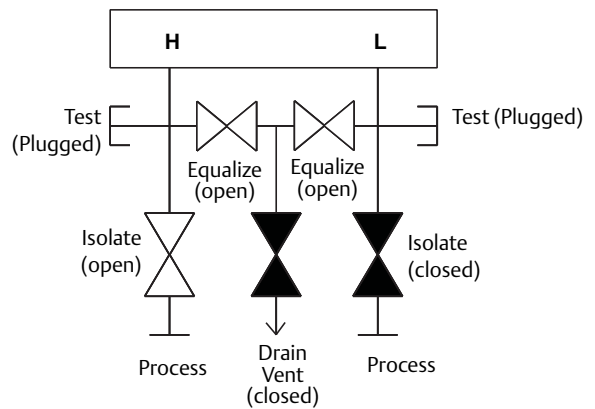 H
L
Test
(Plugged)
Test (Plugged)
Equalize
(open)
Equalize
(open)
Isolate
(open)
Isolate
(closed)
Process
Drain
Vent
(closed)
Process